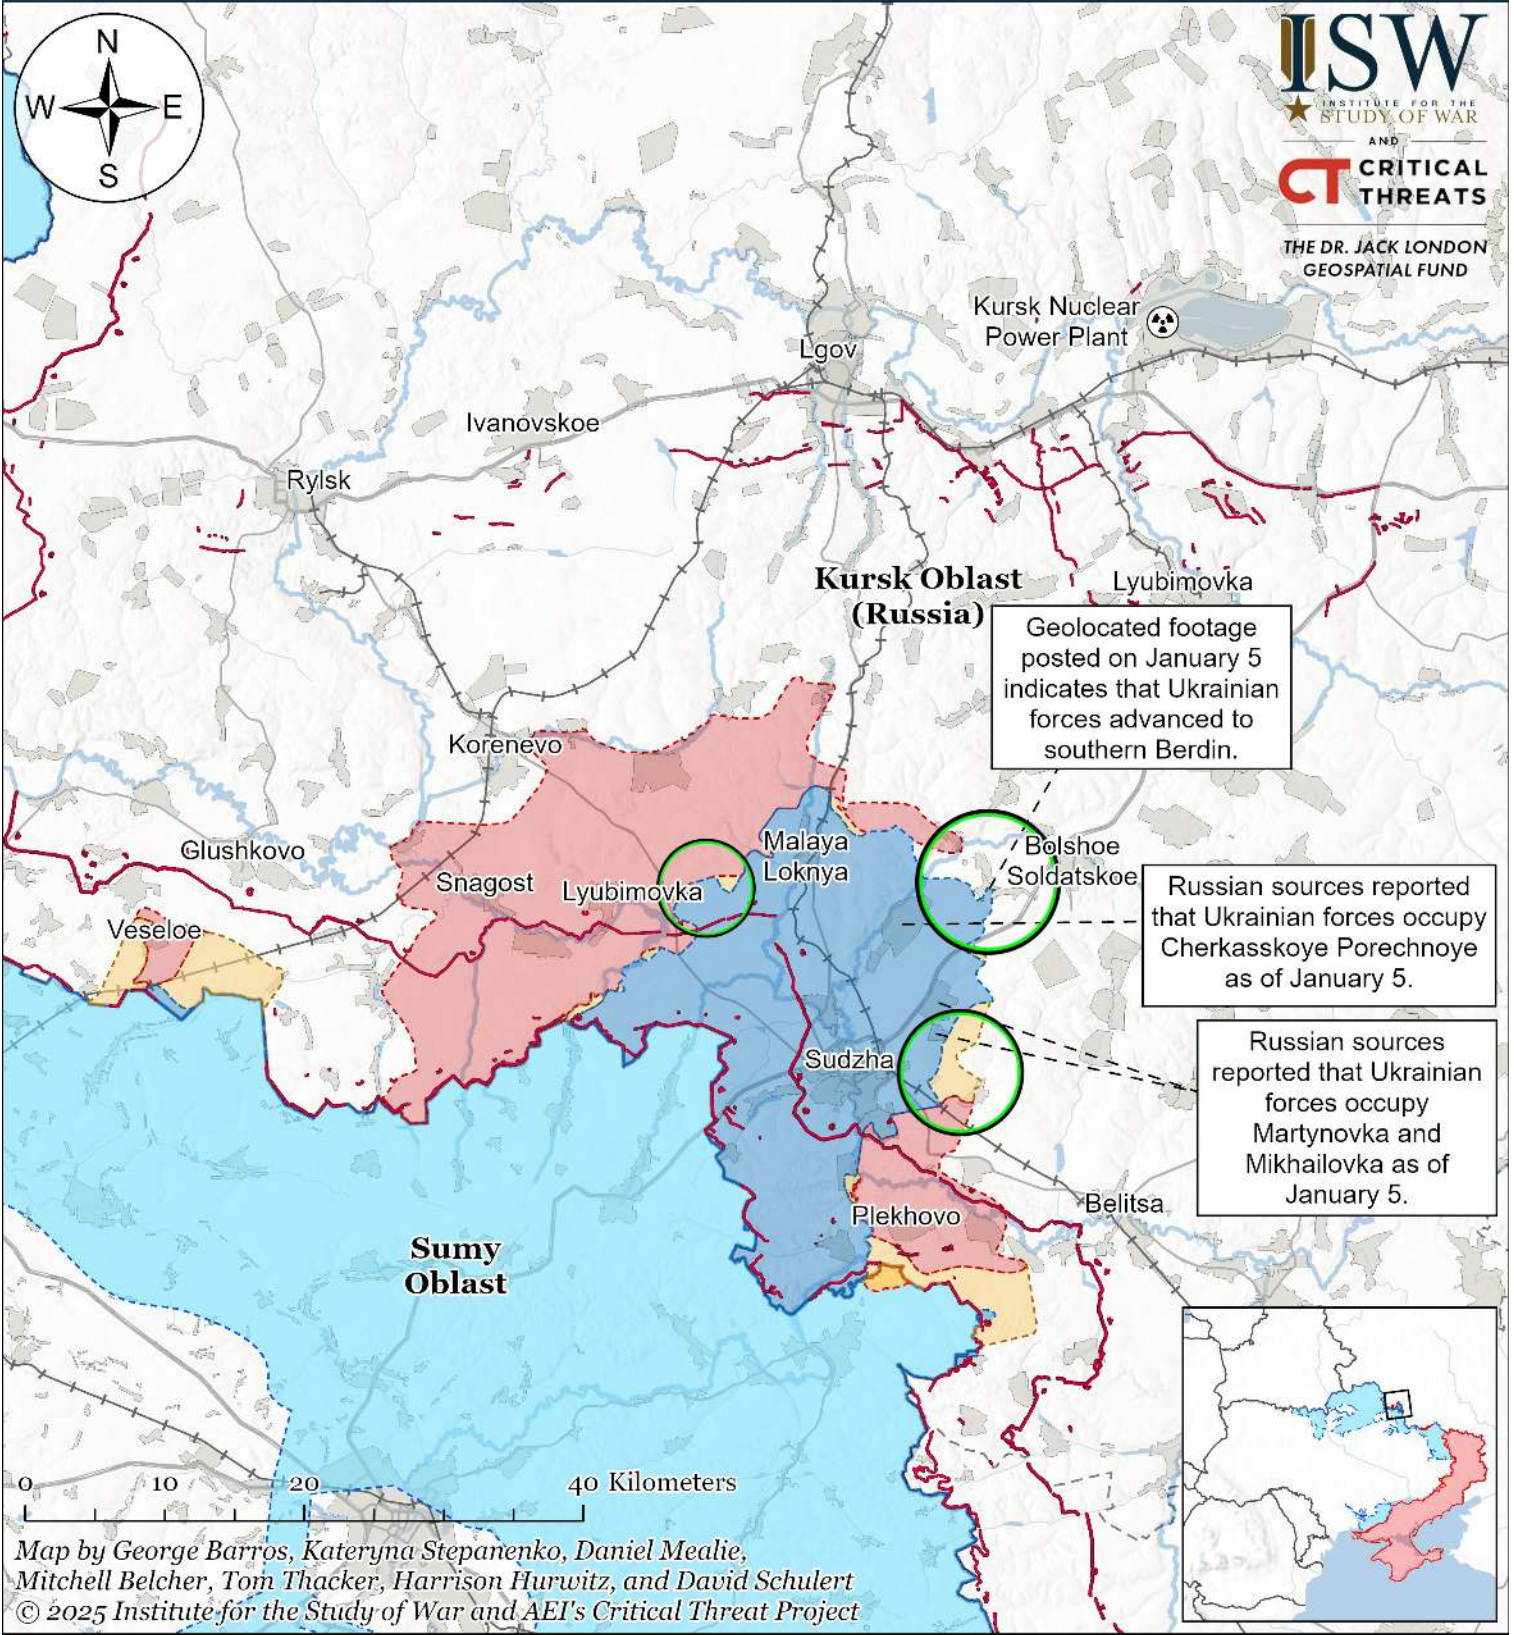 N
W
E
S
ISW
INSTITUTE FOR THE
STUDY OF WAR
AND
CT CRITICAL
THREATS
THE DR. JACK LONDON
GEOSPATIAL FUND
Kursk Nuclear
Power Plant
Lgov
Ivanovskoe
Rylsk
Kursk Oblast
(Russia)
Lyubimovka
Geolocated footage
posted on January 5
indicates that Ukrainian
forces advanced to
southern Berdin.
Korenevo
Glushkovo
Malaya
Loknya
Bolshoe
Soldatskoe
Snagost
Lyubimovka
Veseloe
Russian sources reported
that Ukrainian forces occupy
Cherkasskoye Porechnoye
as of January 5.
Sudzha
Russian sources
reported that Ukrainian
forces occupy
Martynovka and
Mikhailovka as of
January 5.
Plekhovo
Belitsa
Sumy
Oblast
0 10 20 40 Kilometers
Map by George Barros, Kateryna Stepanenko, Daniel Mealie,
Mitchell Belcher, Tom Thacker, Harrison Hurwitz, and David Schulert
© 2025 Institute for the Study of War and AEI's Critical Threat Project